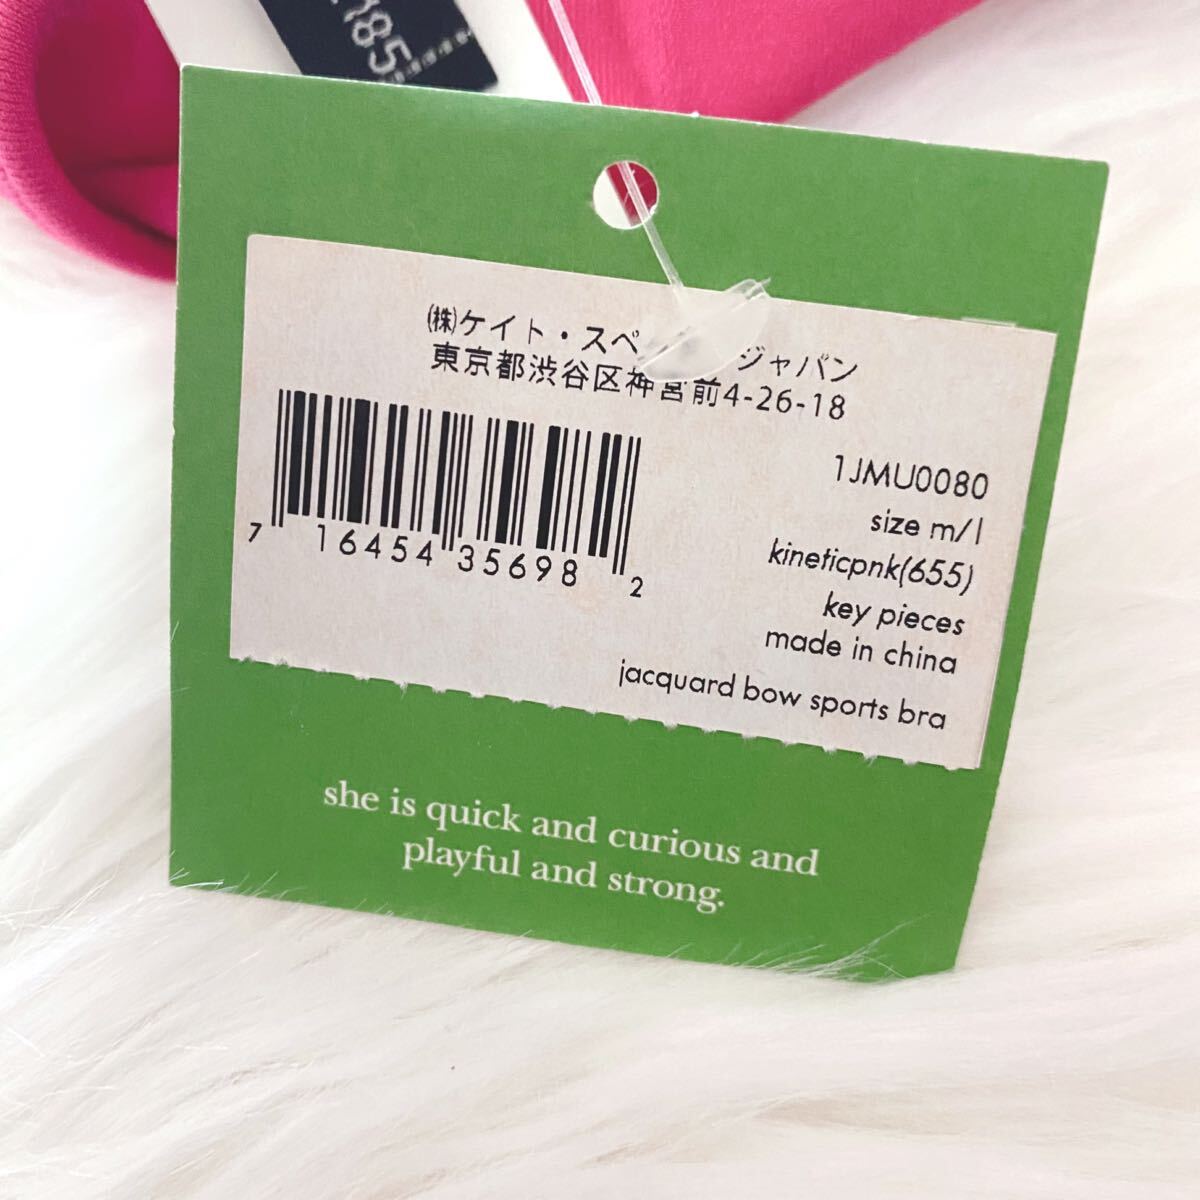 185
㈱ケイト・スペ ジャパン
東京都渋谷区神宮前4-26-18
1JMU0080
size m/l
kineticpnk(655)
key pieces
made in china
jacquard bow sports bra
7 16454 35698 2
she is quick and curious and
playful and strong.